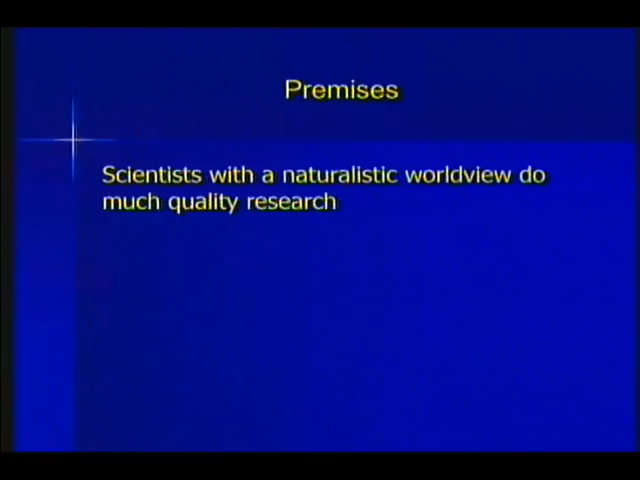 Premises
Scientists with a naturalistic worldview do
much quality research